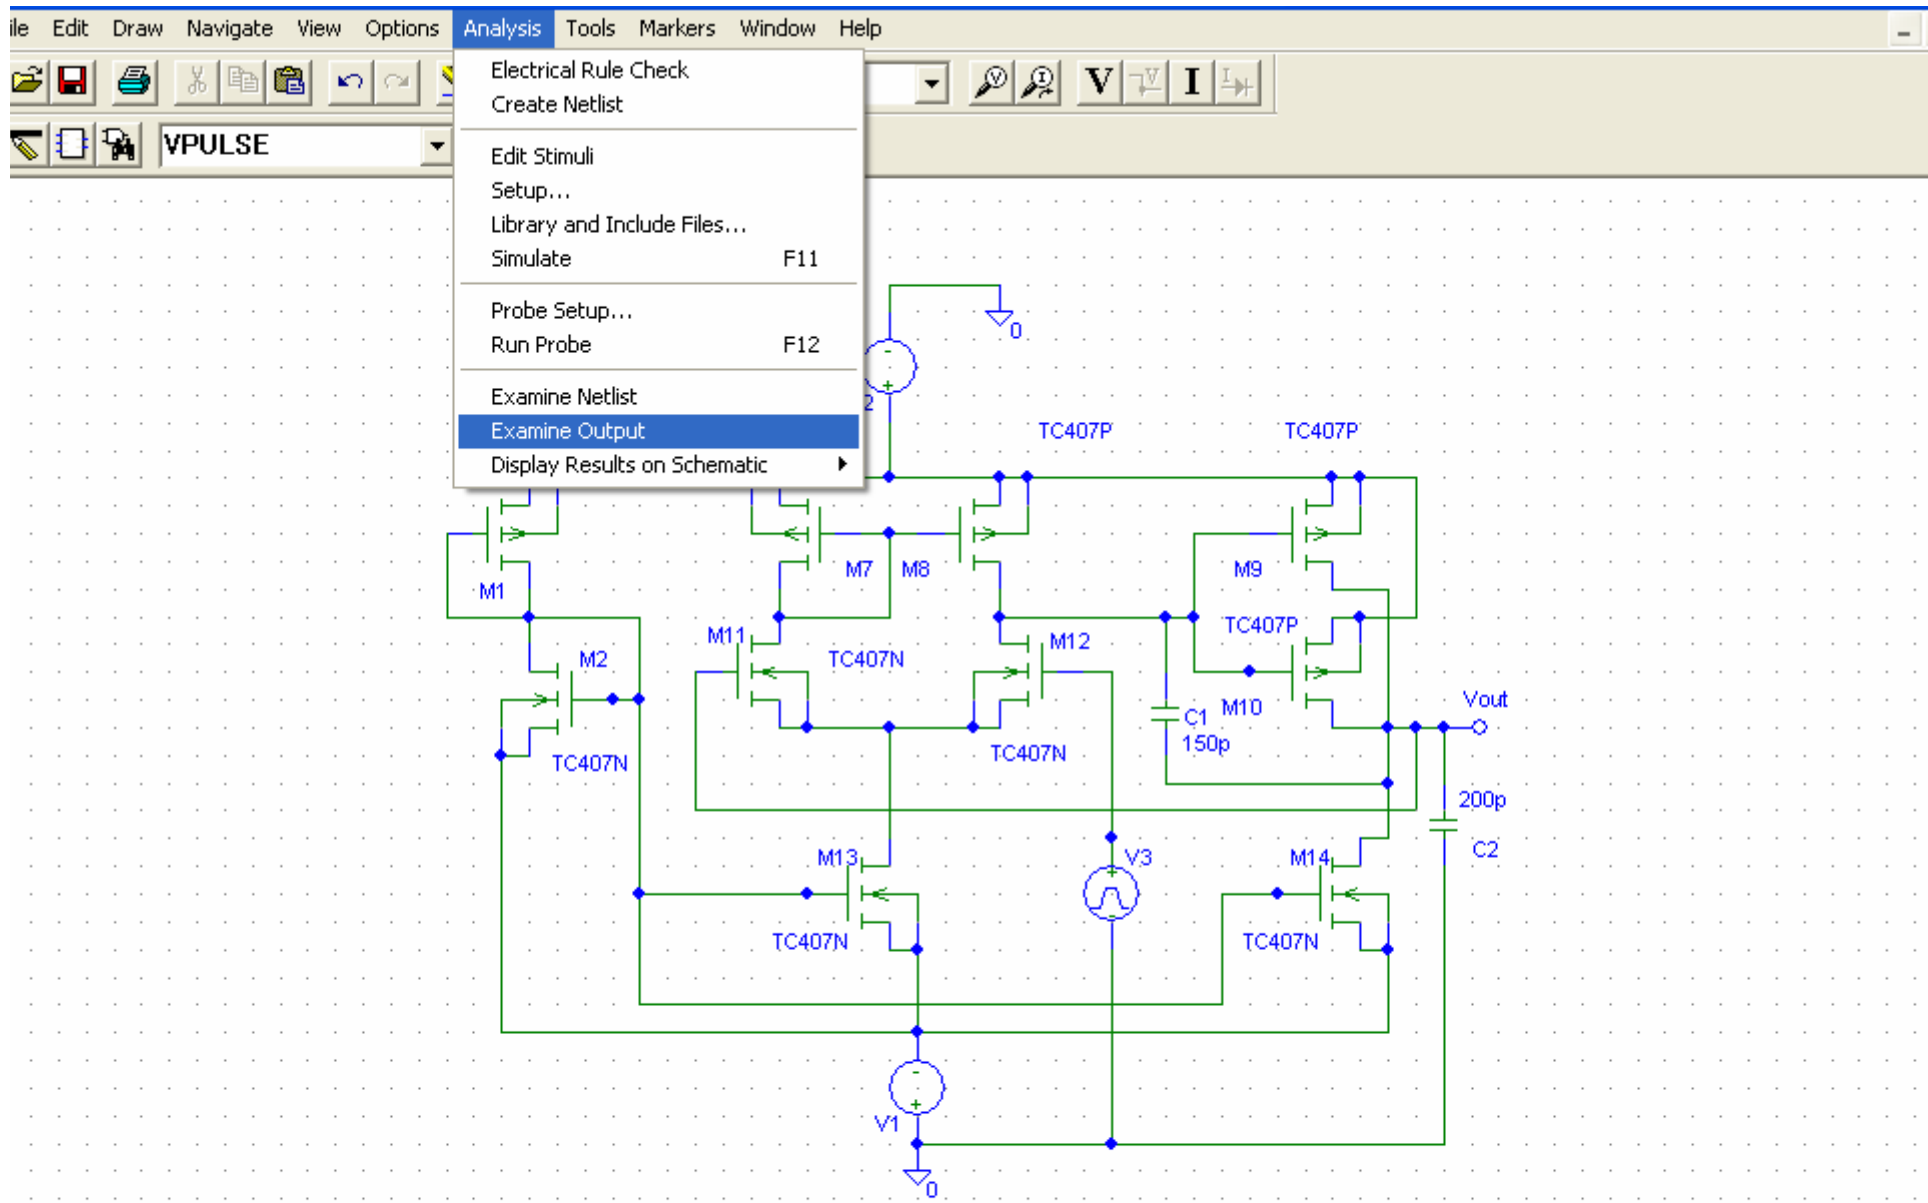 ile Edit Draw Navigate View Options Analysis Tools Markers Window Help
V I V V I I
VPULSE
Electrical Rule Check
Create Netlist
Edit Stimuli
Setup...
Library and Include Files...
Simulate F11
Probe Setup...
Run Probe F12
Examine Netlist
Examine Output
Display Results on Schematic
0
-
+
2
TC407P TC407P
M1
M7 M8 M9
M11
M12
TC407P
M2
TC407N
TC407N
TC407N
C1
150p
M10
Vout
200p
C2
M13
V3
+
-
M14
TC407N TC407N
-
+
V1
0